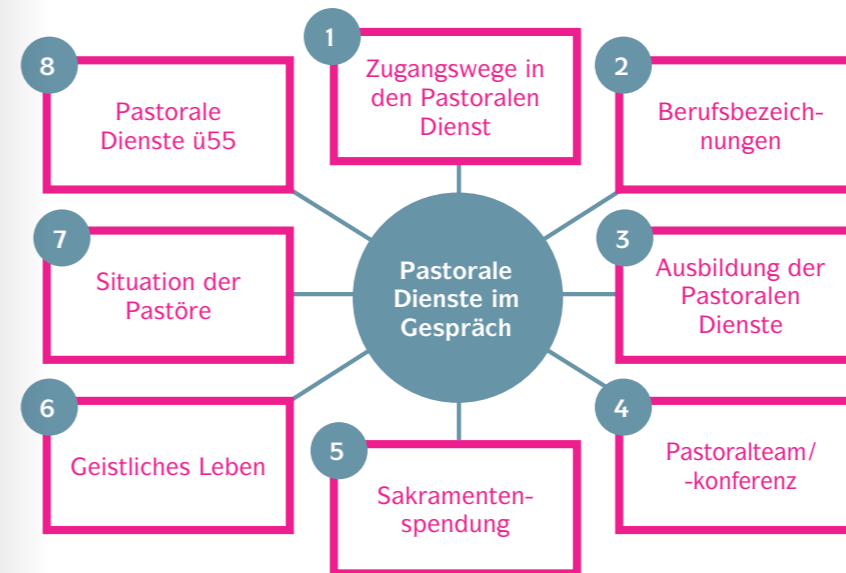 1
Zugangswege in
den Pastoralen
Dienst
2
Berufsbezeich-
nungen
3
Ausbildung der
Pastoralen
Dienste
4
Pastoralteam/
-konferenz
5
Sakramenten-
spendung
6
Geistliches Leben
7
Situation der
Pastöre
8
Pastorale
Dienste ü55
Pastorale
Dienste im
Gespräch